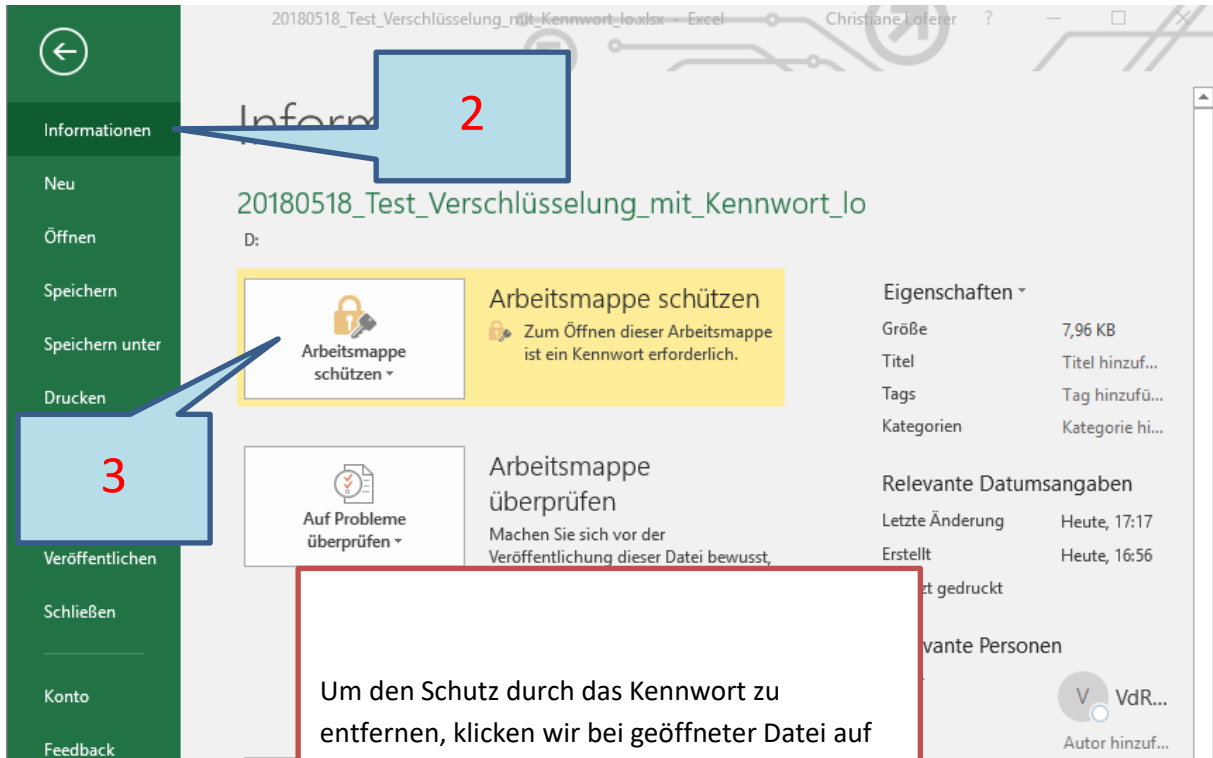 20180518_Test_Verschlüsselung_mit_Kennwort_lo.xlsx - Excel
Christiane Loferer ?
2
Informationen
Neu
Öffnen
Speichern
Speichern unter
Drucken
3
Veröffentlichen
Schließen
Konto
Feedback
20180518_Test_Verschlüsselung_mit_Kennwort_lo
D:
Arbeitsmappe
schützen
Arbeitsmappe schützen
Zum Öffnen dieser Arbeitsmappe
ist ein Kennwort erforderlich.
Auf Probleme
überprüfen
Arbeitsmappe
überprüfen
Machen Sie sich vor der
Veröffentlichung dieser Datei bewusst,
Um den Schutz durch das Kennwort zu
entfernen, klicken wir bei geöffneter Datei auf
Eigenschaften
Größe 7,96 KB
Titel Titel hinzuf...
Tags Tag hinzufü...
Kategorien Kategorie hi...
Relevante Datumsangaben
Letzte Änderung Heute, 17:17
Erstellt Heute, 16:56
gedruckt
Personen
V VdR...
Autor hinzuf...